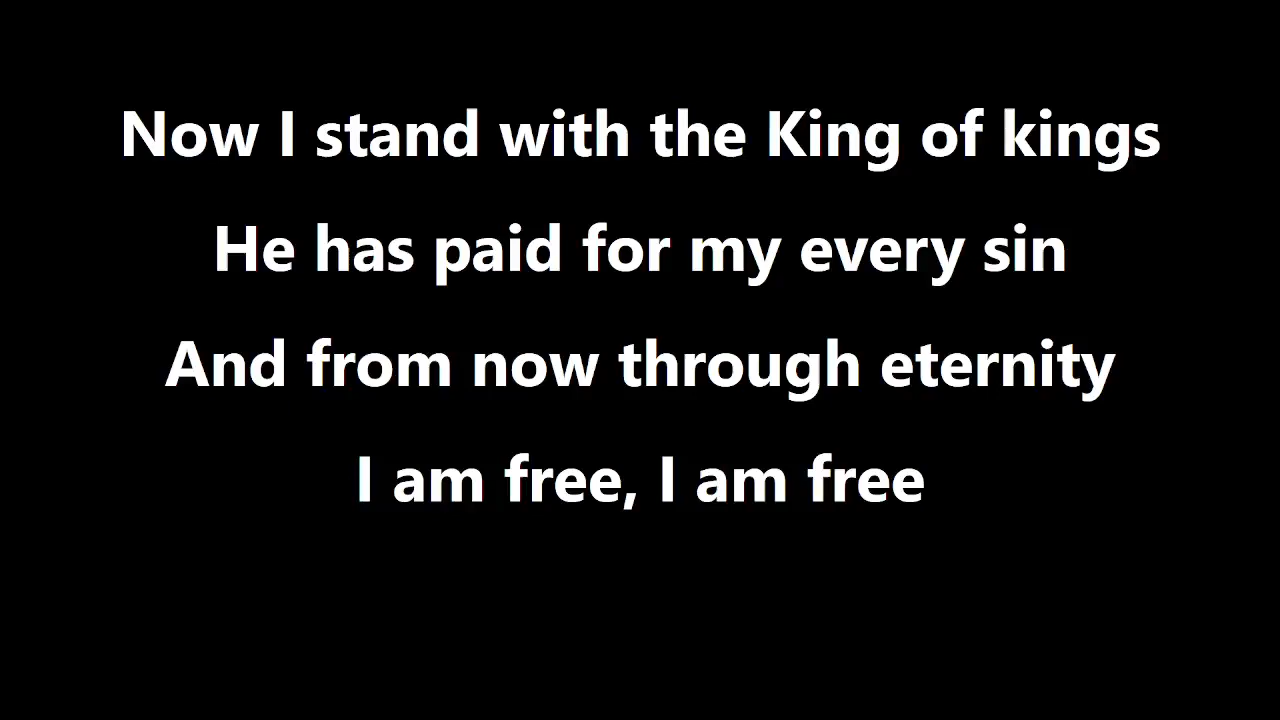 Now I stand with the King of kings
He has paid for my every sin
And from now through eternity
I am free, I am free